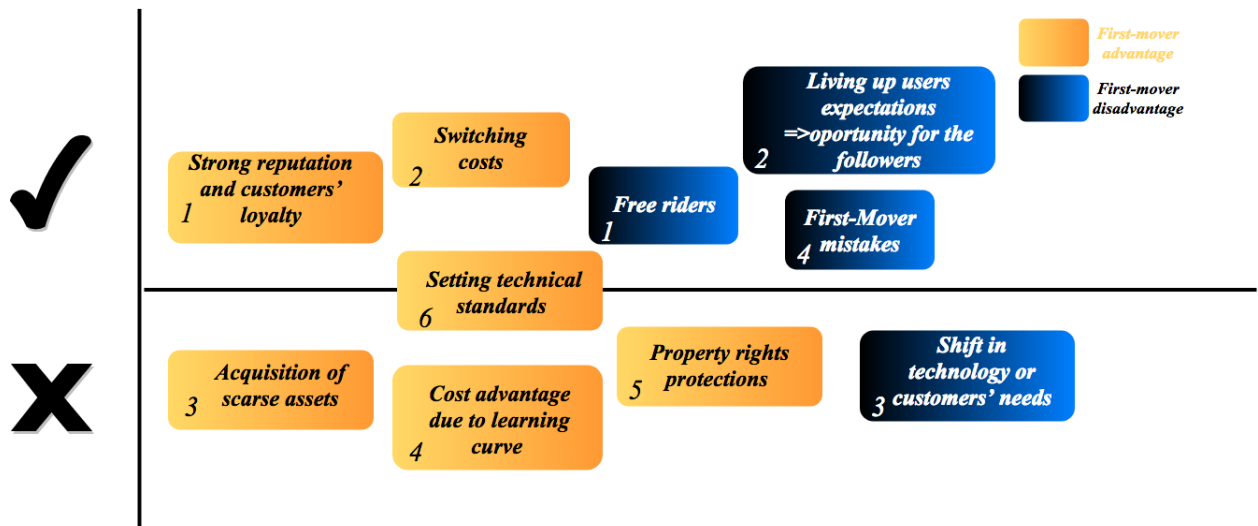 First-mover
advantage
First-mover
disadvantage
Strong reputation
and customers’
loyalty
1
Switching
costs
2
Free riders
1
Living up users
expectations
=>oportunity for the
followers
2
First-Mover
mistakes
4
Setting technical
standards
6
Acquisition of
scarse assets
3
Cost advantage
due to learning
curve
4
Property rights
protections
5
Shift in
technology or
customers’ needs
3